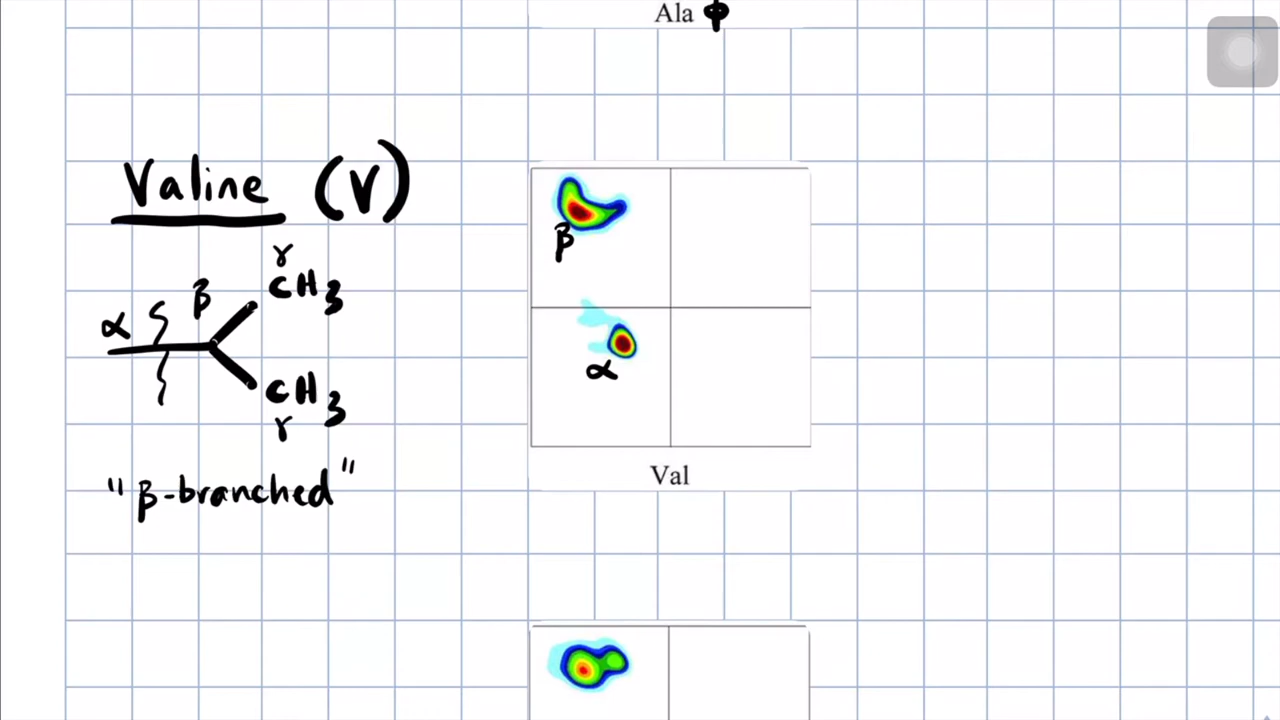 Ala ϕ
Valine (V)
γ
CH3
α β
CH3
γ
"β-branched"
β
α
Val